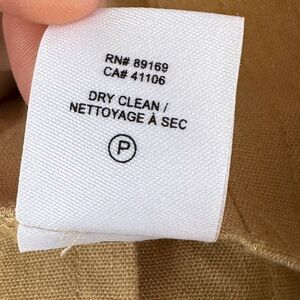 RN# 89169
CA# 41106
DRY CLEAN /
NETTOYAGE À SEC
P